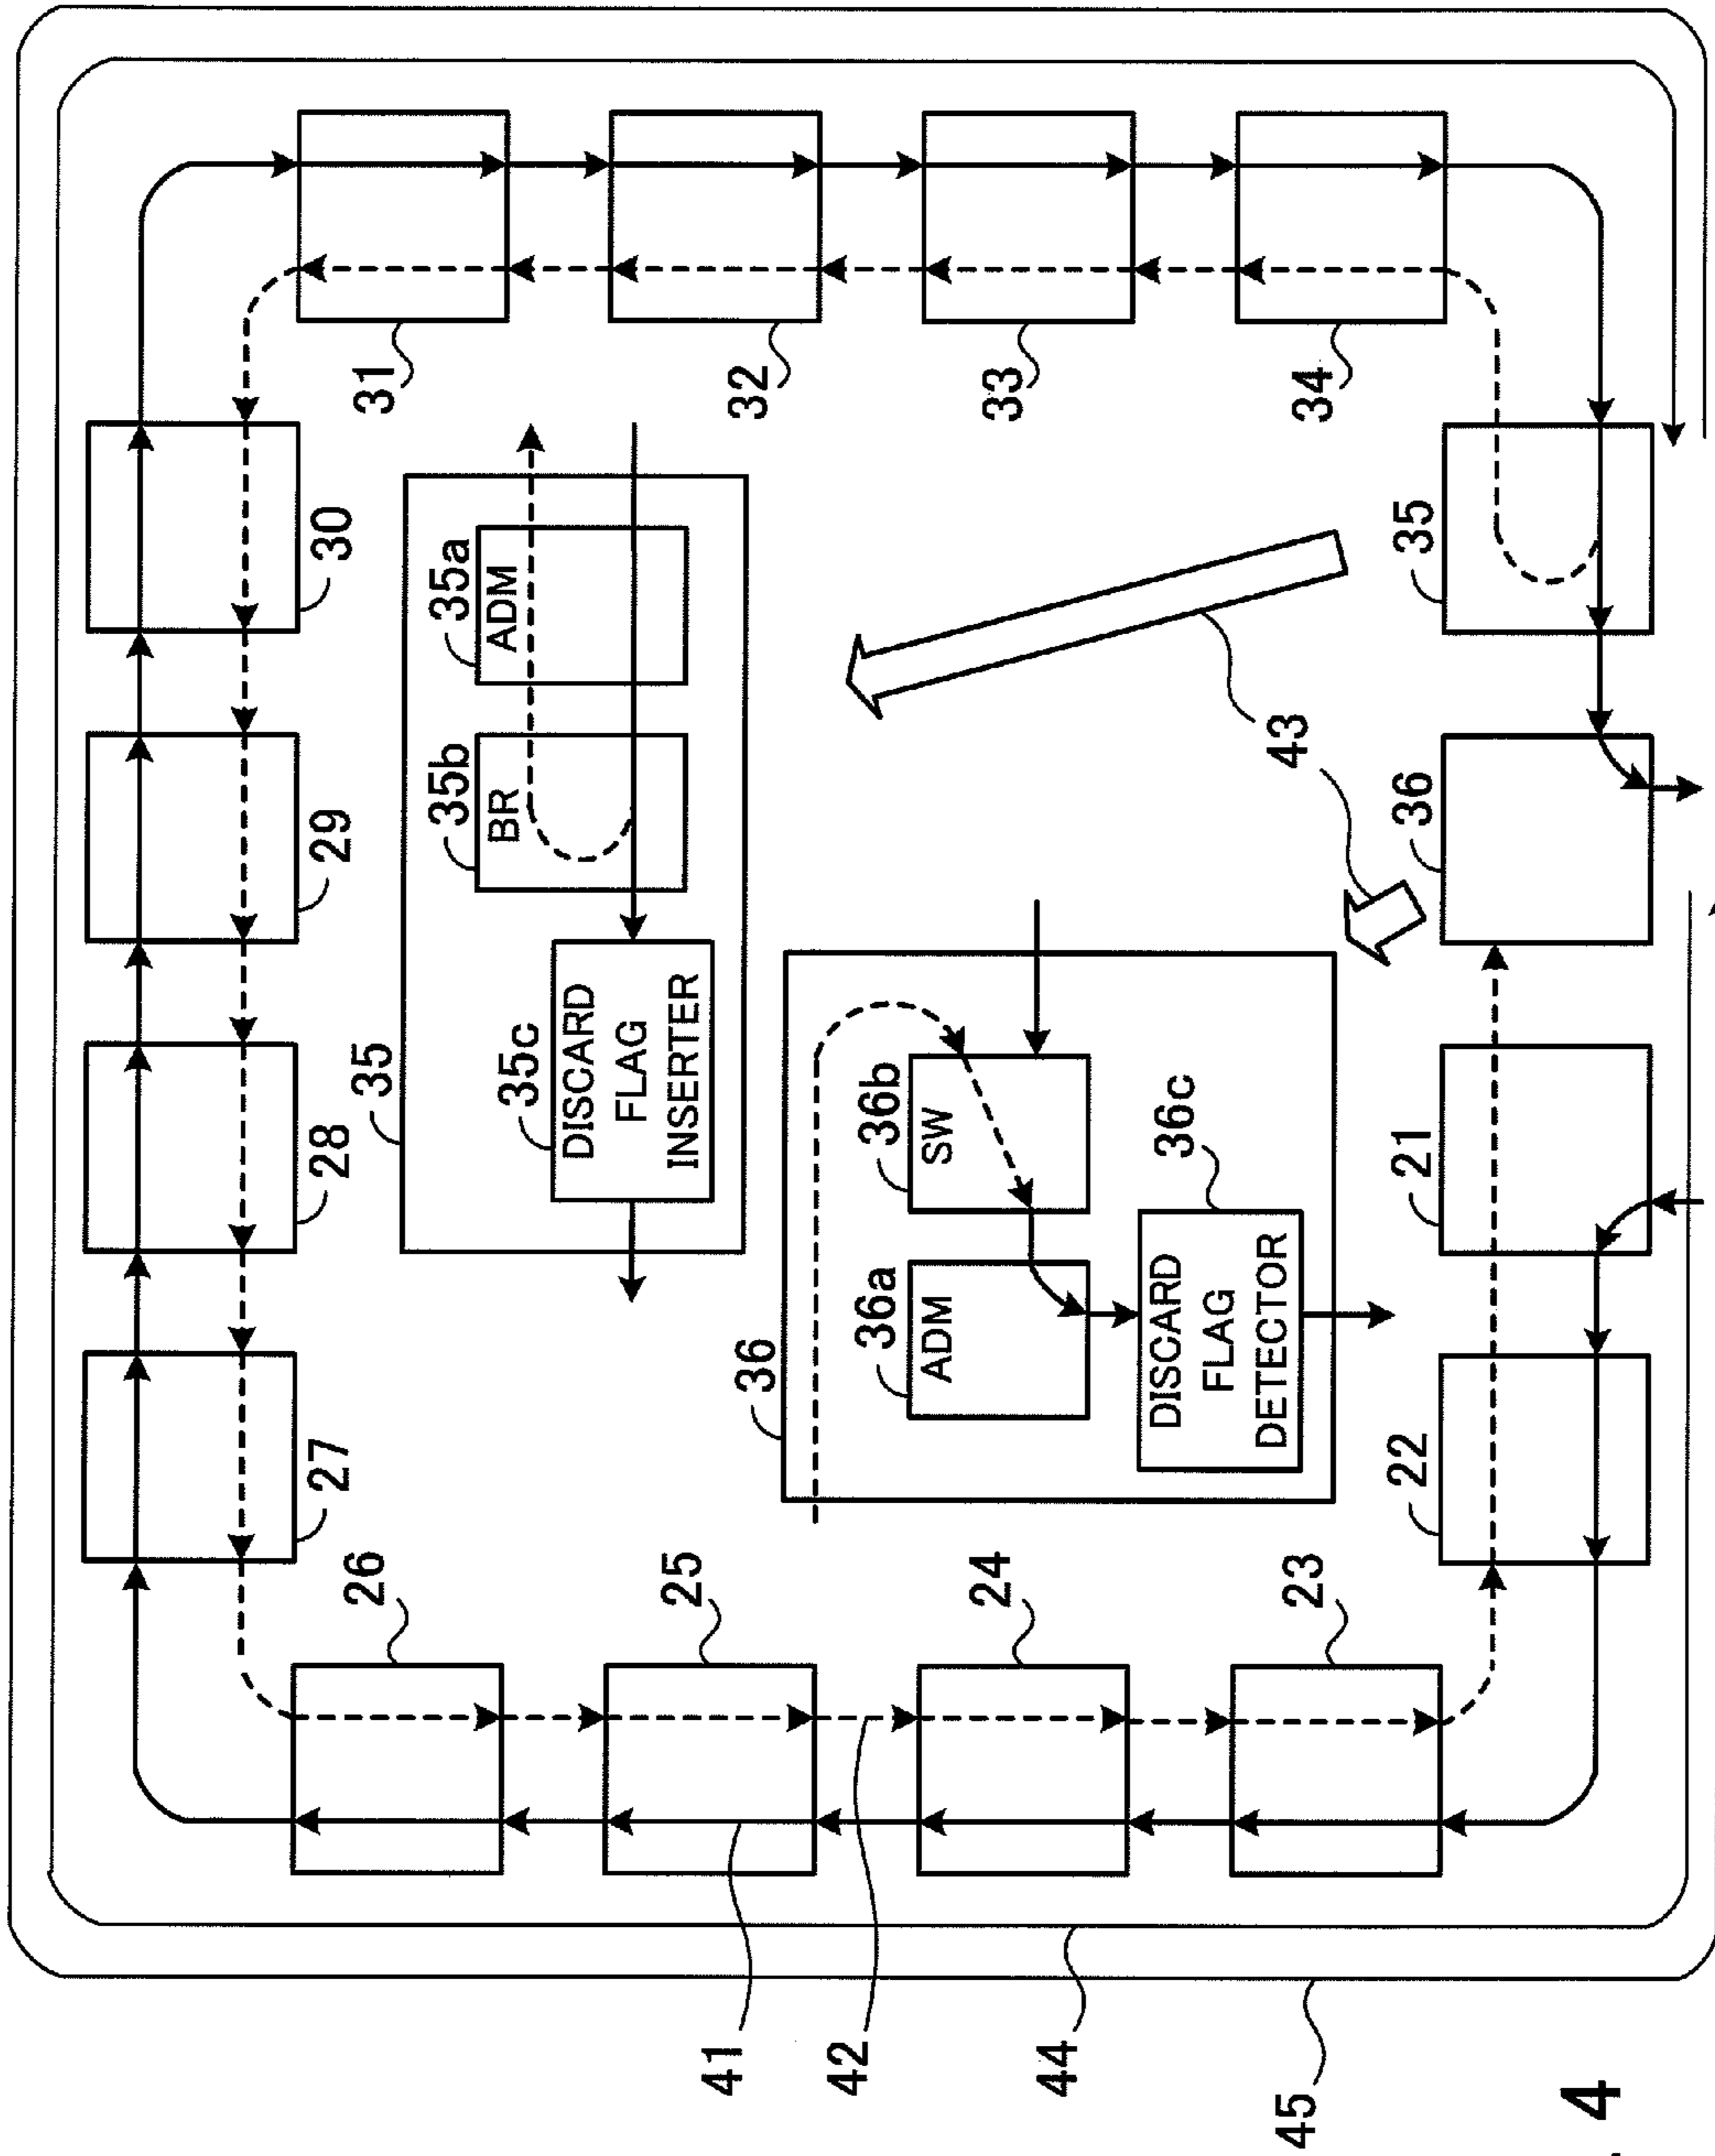 27
28
29
30
31
26
35
35b
35a
BR
ADM
35c
DISCARD
FLAG
INSERTER
25
41
32
36
42
36a
36b
ADM
SW
24
33
44
36c
DISCARD
FLAG
DETECTOR
43
45
23
34
22
21
36
35
4